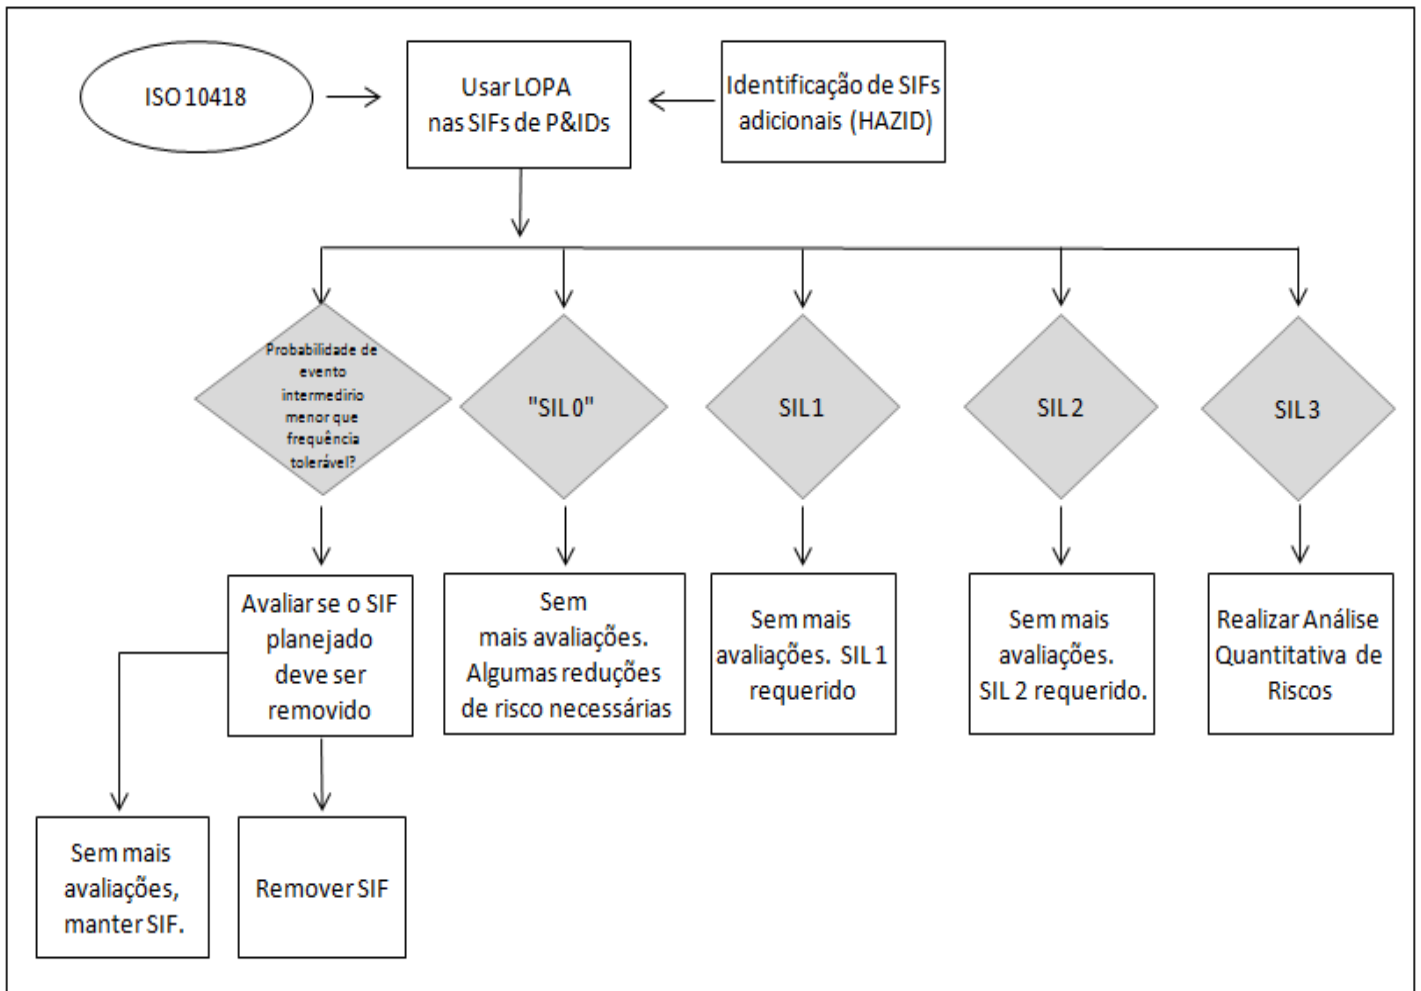 ISO 10418
Usar LOPA
nas SIFs de P&IDs
Identificação de SIFs
adicionais (HAZID)
Probabilidade de
evento
intermedirio
menor que
frequência
tolerável?
"SIL 0"
SIL 1
SIL 2
SIL 3
Avaliar se o SIF
planejado
deve ser
removido
Sem
mais avaliações.
Algumas reduções
de risco necessárias
Sem mais
avaliações. SIL 1
requerido
Sem mais
avaliações.
SIL 2 requerido.
Realizar Análise
Quantitativa de
Riscos
Sem mais
avaliações,
manter SIF.
Remover SIF